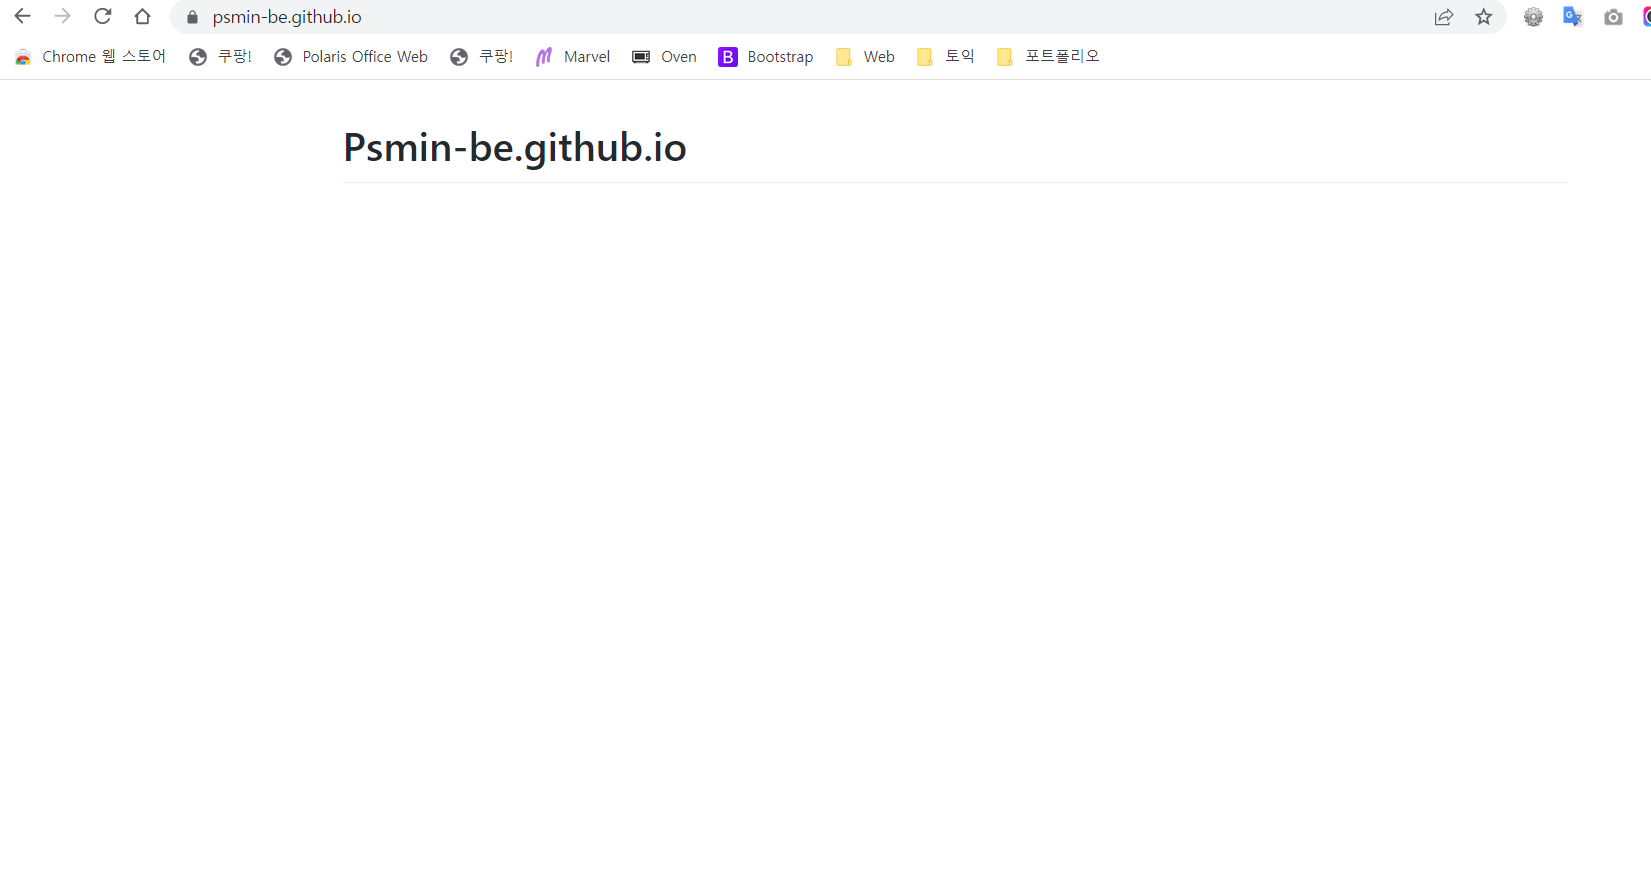 psmin-be.github.io
Chrome 웹 스토어 쿠팡! Polaris Office Web 쿠팡! Marvel Oven B Bootstrap Web 토익 포트폴리오
Psmin-be.github.io